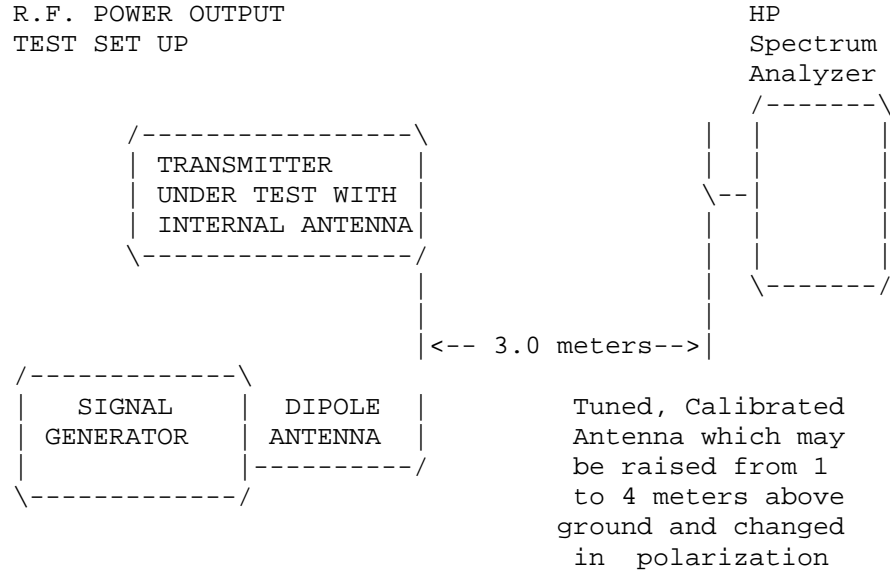 R.F. POWER OUTPUT
TEST SET UP
HP
Spectrum
Analyzer
TRANSMITTER
UNDER TEST WITH
INTERNAL ANTENNA
<-- 3.0 meters-->
SIGNAL
GENERATOR
DIPOLE
ANTENNA
Tuned, Calibrated
Antenna which may
be raised from 1
to 4 meters above
ground and changed
in polarization